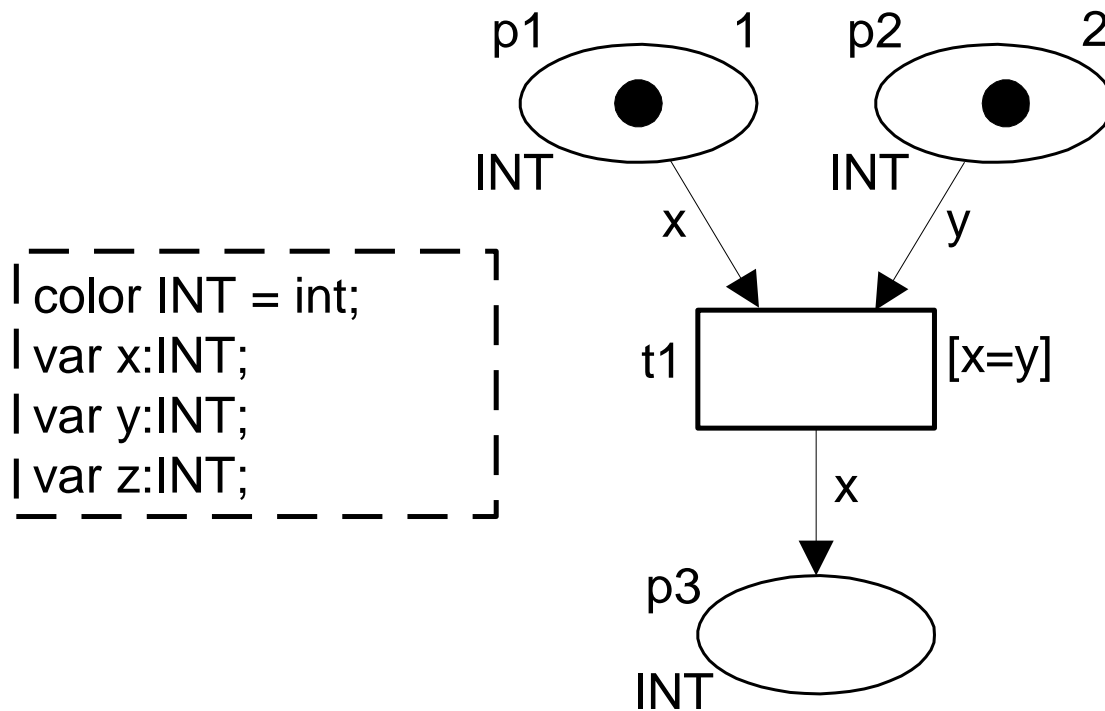 p1 1 p2 2
INT INT
x y
color INT = int;
var x:INT;
var y:INT;
var z:INT;
t1 [x=y]
x
p3
INT